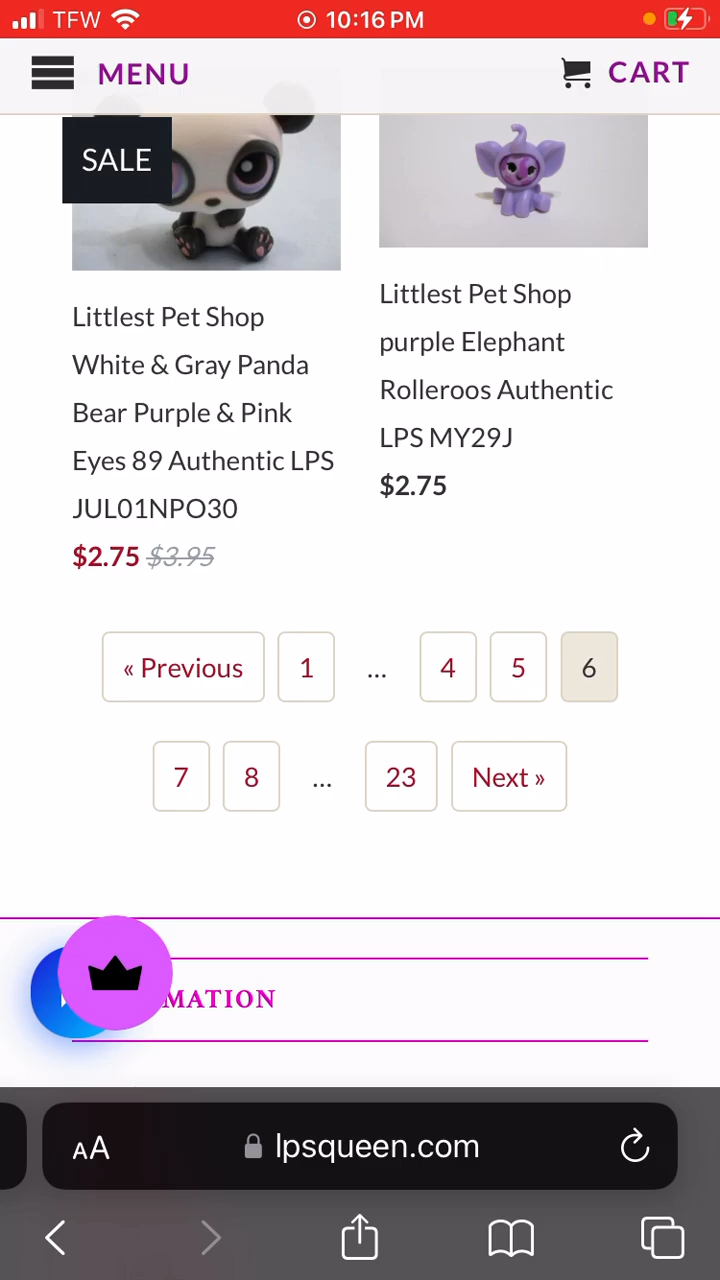 TFW 10:16 PM
MENU CART
SALE
Littlest Pet Shop
White & Gray Panda
Bear Purple & Pink
Eyes 89 Authentic LPS
JUL01NPO30
$2.75 $3.95
Littlest Pet Shop
purple Elephant
Rolleroos Authentic
LPS MY29J
$2.75
« Previous 1 ... 4 5 6
7 8 ... 23 Next »
MATION
AA lpsqueen.com